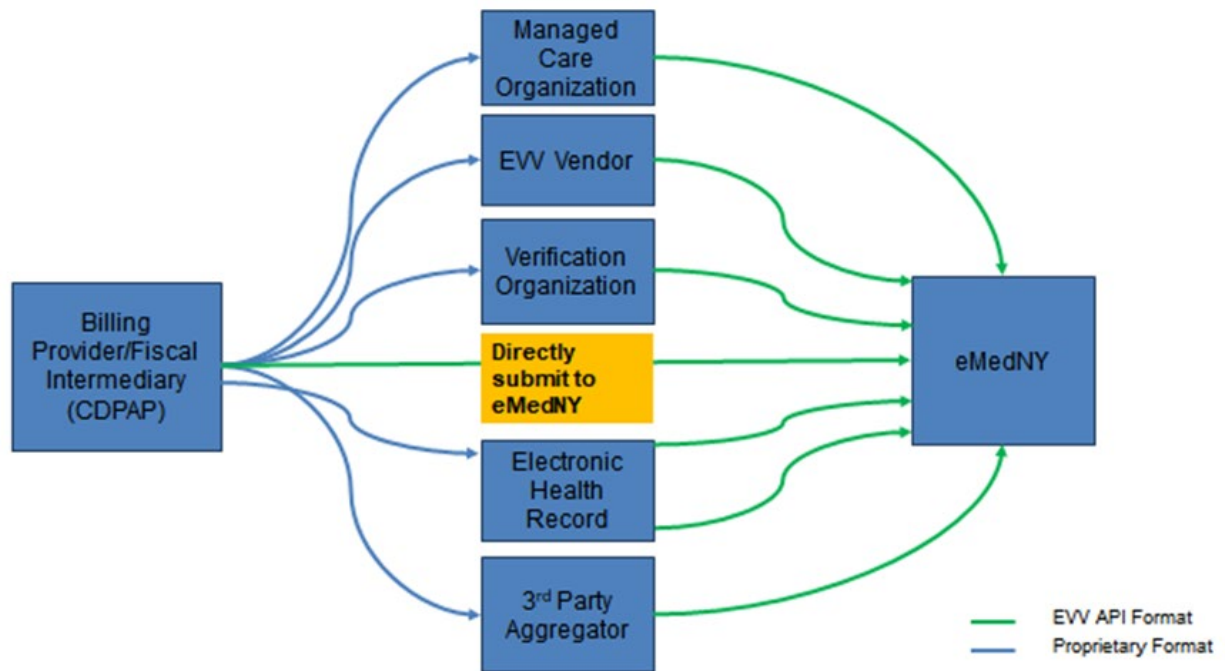 Managed
Care
Organization
EVV Vendor
Verification
Organization
Billing
Provider/Fiscal
Intermediary
(CDPAP)
Directly
submit to
eMedNY
eMedNY
Electronic
Health
Record
3rd Party
Aggregator
EVV API Format
Proprietary Format